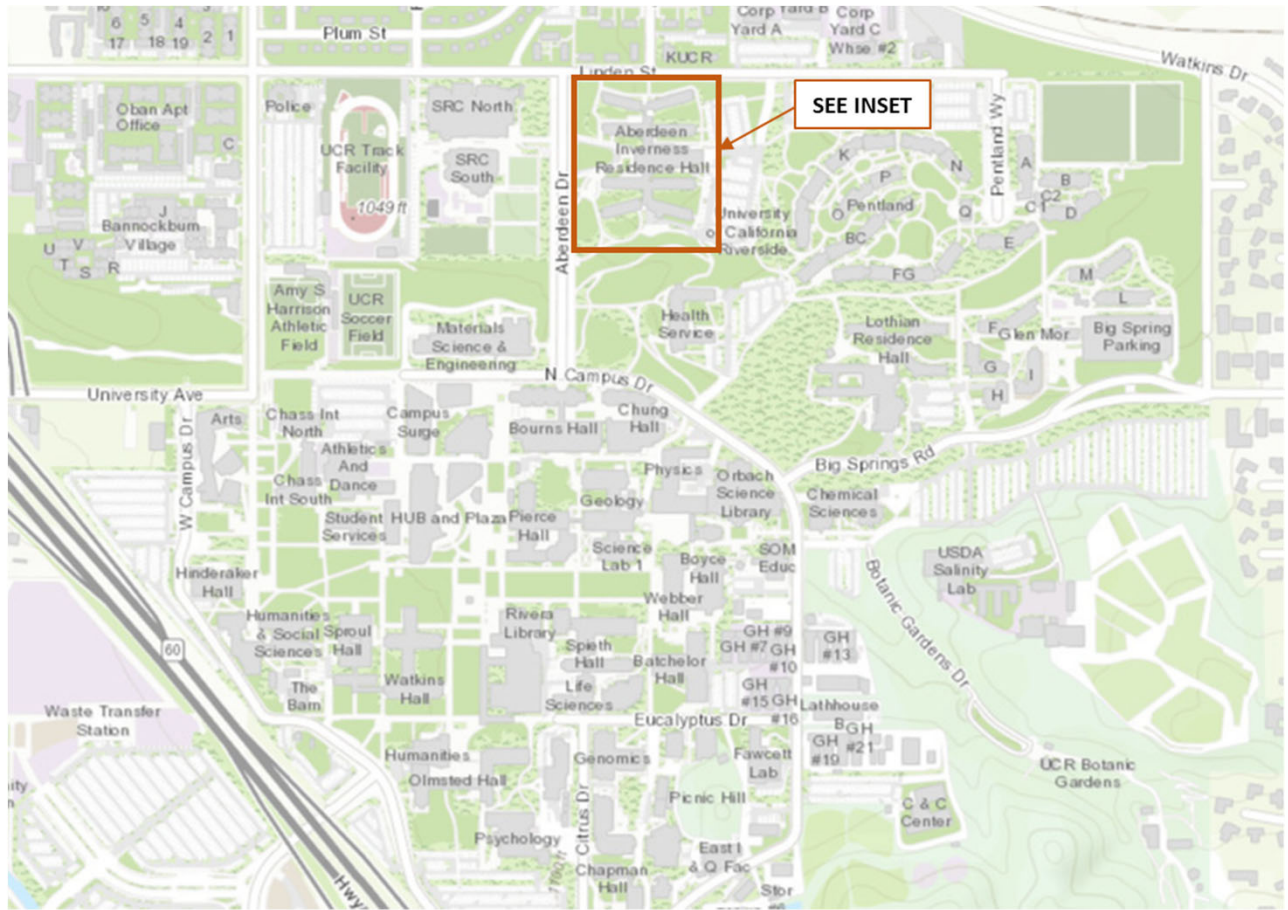 5
4
6
17
18
19
2
1
Plum St
Corp
Yard A
Yard B
Corp
Yard C
Whse #2
KUCR
Linden St
Watkins Dr
SEE INSET
Oban Apt
Office
C
Police
UCR Track
Facility
1049 ft
SRC North
SRC
South
Aberdeen Dr
Aberdeen
Inverness
Residence Hall
University
of California
Riverside
K
N
P
O
Pentland
Q
BC
FG
Pentland Wy
A
B
C2
C1
D
E
M
L
J
Bannockburn
Village
U
V
T
S
R
Amy S
Harrison
Athletic
Field
UCR
Soccer
Field
Materials
Science &
Engineering
Health
Service
Lothian
Residence
Hall
F
Glen Mor
G
I
H
Big Spring
Parking
University Ave
N Campus Dr
W Campus Dr
Arts
Chass Int
North
Campus
Surge
Bourns Hall
Chung
Hall
Athletics
And
Dance
Chass
Int South
Student
Services
HUB and Plaza
Pierce
Hall
Geology
Physics
Orbach
Science
Library
Big Springs Rd
Chemical
Sciences
Science
Lab 1
Boyce
Hall
SOM
Educ
USDA
Salinity
Lab
Botanic Gardens Dr
Hinderaker
Hall
Webber
Hall
Humanities
& Social
Sciences
Sproul
Hall
Rivera
Library
Spieth
Hall
Batchelor
Hall
GH #9
GH #7
GH
#10
GH
#13
60
The
Barn
Watkins
Hall
Life
Sciences
GH
#15
GH
#16
Lathhouse
B
GH
#21
GH
#19
Waste Transfer
Station
Eucalyptus Dr
Humanities
Olmsted Hall
Genomics
Fawcett
Lab
UCR Botanic
Gardens
Picnic Hill
C & C
Center
Psychology
Citrus Dr
East I
& Q Fac
Chapman
Hall
Stor
Hwy